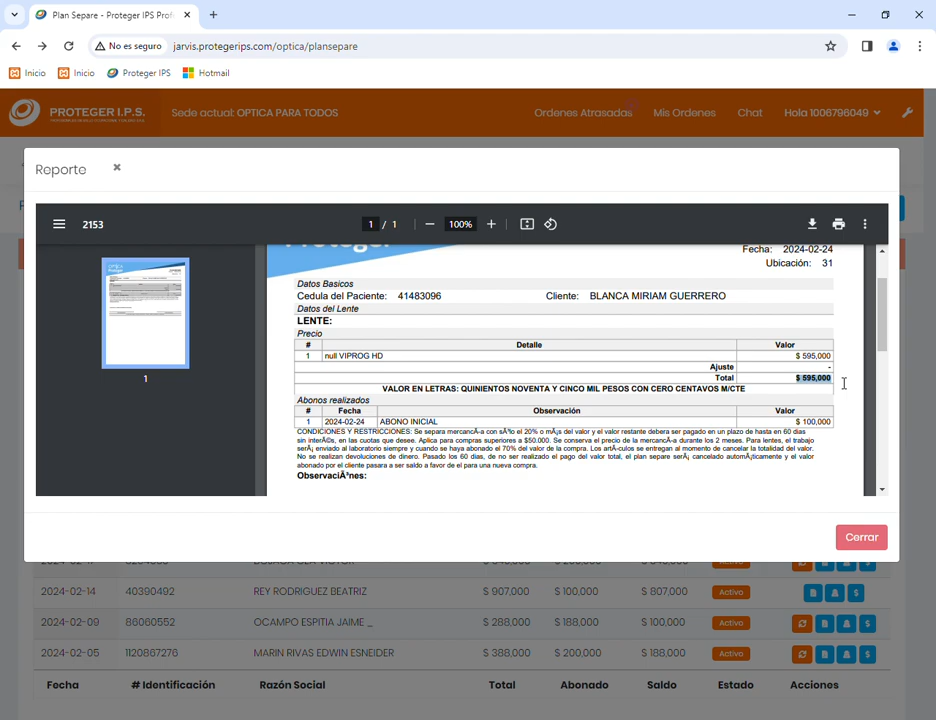 Plan Separe - Proteger IPS Prof
No es seguro jarvis.protegerips.com/optica/plansepare
Inicio Inicio Proteger IPS Hotmail
PROTEGER I.P.S. Sede actual: OPTICA PARA TODOS Ordenes Atrasadas Mis Ordenes Chat Hola 1006796049
Reporte ×
2153 1 / 1 100%
Proteger
Fecha: 2024-02-24
Ubicación: 31
Datos Basicos
Cedula del Paciente: 41483096 Cliente: BLANCA MIRIAM GUERRERO
Datos del Lente
LENTE:
Precio
# Detalle Valor
1 null VIPROG HD $ 595,000
Ajuste -
Total $ 595,000
VALOR EN LETRAS: QUINIENTOS NOVENTA Y CINCO MIL PESOS CON CERO CENTAVOS M/CTE
Abonos realizados
# Fecha Observación Valor
1 2024-02-24 ABONO INICIAL $ 100,000
CONDICIONES Y RESTRICCIONES: Se separa mercancÃ­a con sÃ³lo el 20% o mÃ¡s del valor y el valor restante debera ser pagado en un plazo de hasta en 60 dias
sin interÃ©s, en las cuotas que desee. Aplica para compras superiores a $50.000. Se conserva el precio de la mercancÃ­a durante los 2 meses. Para lentes, el trabajo
serÃ¡ enviado al laboratorio siempre y cuando se haya abonado el 70% del valor de la compra. Los artÃ­culos se entregan al momento de cancelar la totalidad del valor.
No se realizan devoluciones de dinero. Pasado los 60 dias, de no ser realizado el pago del valor total, el plan separe serÃ¡ cancelado automÃ¡ticamente y el valor
abonado por el cliente pasara a ser saldo a favor de el para una nueva compra.
ObservaciÃ³nes:
1
Cerrar
2024-02-14 40390492 REY RODRIGUEZ BEATRIZ $ 907,000 $ 100,000 $ 807,000 Activo
2024-02-09 86060552 OCAMPO ESPITIA JAIME _ $ 288,000 $ 188,000 $ 100,000 Activo
2024-02-05 1120867276 MARIN RIVAS EDWIN ESNEIDER $ 388,000 $ 200,000 $ 188,000 Activo
Fecha # Identificación Razón Social Total Abonado Saldo Estado Acciones